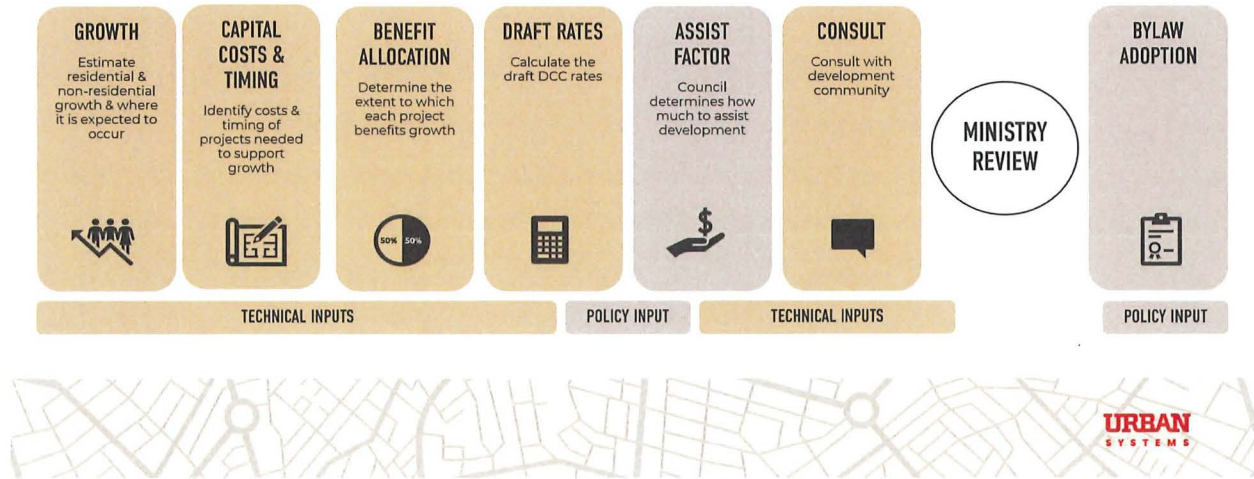 GROWTH
Estimate
residential &
non-residential
growth & where
it is expected to
occur
CAPITAL
COSTS &
TIMING
Identify costs &
timing of
projects needed
to support
growth
BENEFIT
ALLOCATION
Determine the
extent to which
each project
benefits growth
50% 50%
DRAFT RATES
Calculate the
draft DCC rates
ASSIST
FACTOR
Council
determines how
much to assist
development
$
CONSULT
Consult with
development
community
MINISTRY
REVIEW
BYLAW
ADOPTION
TECHNICAL INPUTS
POLICY INPUT
TECHNICAL INPUTS
POLICY INPUT
URBAN
SYSTEMS